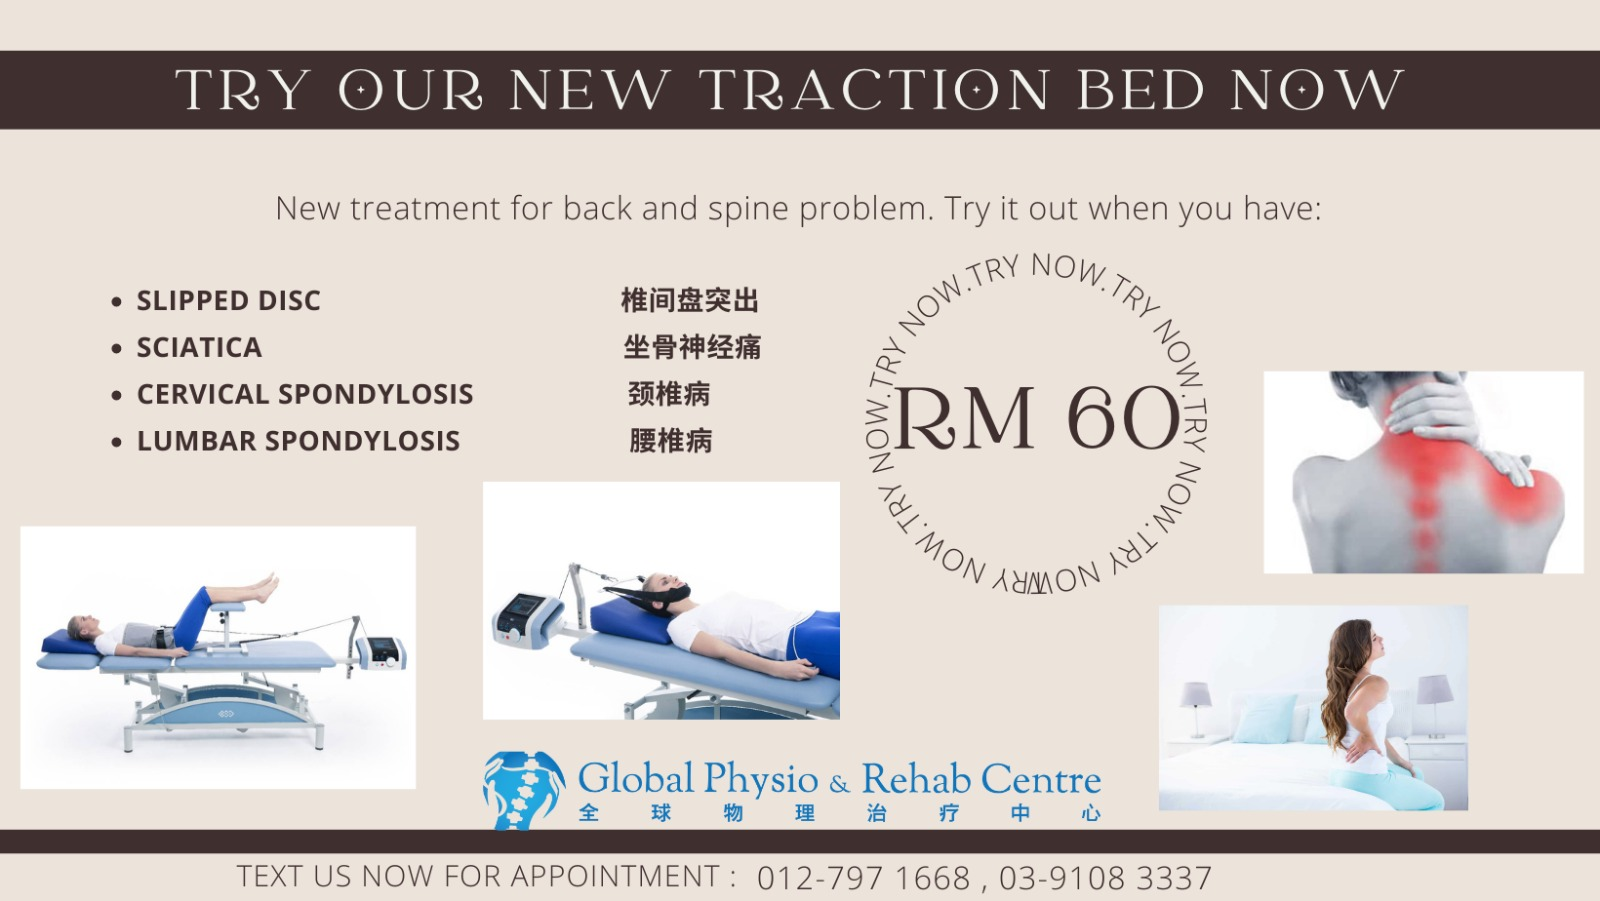 TRY OUR NEW TRACTION BED NOW
New treatment for back and spine problem. Try it out when you have:
• SLIPPED DISC 椎间盘突出
• SCIATICA 坐骨神经痛
• CERVICAL SPONDYLOSIS 颈椎病
• LUMBAR SPONDYLOSIS 腰椎病
TRY NOW.TRY NOW.TRY NOW.TRY NOW.TRY NOW.TRY NOW.TRY NOW
RM 60
Global Physio & Rehab Centre
全球物理治疗中心
TEXT US NOW FOR APPOINTMENT : 012-797 1668 , 03-9108 3337